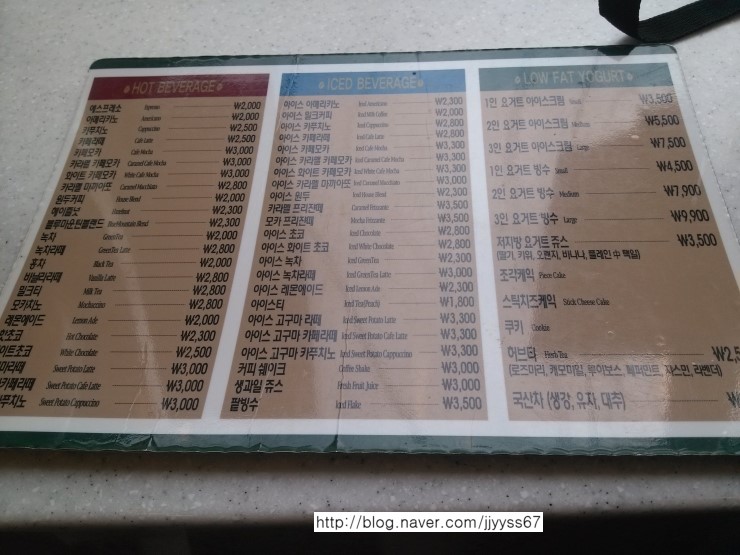 HOT BEVERAGE
에스프레소 Espresso ₩2,000
아메리카노 Americano ₩2,000
카푸치노 Cappuccino ₩2,500
카페라떼 Cafe Latte ₩2,500
카페모카 Cafe Mocha ₩3,000
카라멜 카페모카 Caramel Cafe Mocha ₩3,000
화이트 카페모카 White Cafe Mocha ₩3,000
카라멜 마끼아또 Caramel Macchiato ₩2,800
원두커피 House Blend ₩2,000
헤이즐넛 Hazelnut ₩2,300
블루마운틴블렌드 Blue Mountain Blend ₩2,300
녹차 GreenTea ₩2,000
녹차라떼 GreenTea Latte ₩2,800
홍차 Black Tea ₩2,000
바닐라라떼 Vanilla Latte ₩2,800
밀크티 Milk Tea ₩2,800
모카치노 Mochaccino ₩2,800
레몬에이드 Lemon Ade ₩2,000
핫초코 Hot Chocolate ₩2,300
이트초코 White Chocolate ₩2,500
마라떼 Sweet Potato Latte ₩3,000
카페라떼 Sweet Potato Cafe Latte ₩3,000
푸치노 Sweet Potato Cappuccino ₩3,000
ICED BEVERAGE
아이스 아메리카노 Iced Americano ₩2,300
아이스 밀크커피 Iced Milk Coffee ₩2,000
아이스 카푸치노 Iced Cappuccino ₩2,800
아이스 카페라떼 Iced Cafe Latte ₩2,800
아이스 카페모카 Iced Cafe Mocha ₩3,300
아이스 카라멜 카페모카 Iced Caramel Cafe Mocha ₩3,300
아이스 화이트 카페모카 Iced White Cafe Mocha ₩3,300
아이스 카라멜 마끼아또 Iced Caramel Macchiato ₩3,000
아이스 원두 Iced House Blend ₩2,300
카라멜 프리잔떼 Caramel Frizzante ₩3,500
모카 프리잔떼 Mocha Frizzante ₩3,500
아이스 초코 Iced Chocolate ₩2,800
아이스 화이트 초코 Iced White Chocolate ₩2,800
아이스 녹차 Iced GreenTea ₩2,300
아이스 녹차라떼 Iced GreenTea Latte ₩3,000
아이스 레몬에이드 Iced Lemon Ade ₩2,300
아이스티 Iced Tea(Peach) ₩1,800
아이스 고구마 라떼 Iced Sweet Potato Latte ₩3,300
아이스 고구마 카페라떼 Iced Sweet Potato Cafe Latte ₩3,300
아이스 고구마 카푸치노 Iced Sweet Potato Cappuccino ₩3,300
커피 쉐이크 Coffee Shake ₩3,000
생과일 쥬스 Fresh Fruit Juice ₩3,000
팥빙수 Iced Flake ₩3,500
LOW FAT YOGURT
1인 요거트 아이스크림 Small ₩3,500
2인 요거트 아이스크림 Medium ₩5,500
3인 요거트 아이스크림 Large ₩7,500
1인 요거트 빙수 Small ₩4,500
2인 요거트 빙수 Medium ₩7,900
3인 요거트 빙수 Large ₩9,900
저지방 요거트 쥬스 ₩3,500
(딸기, 키위, 오렌지, 바나나, 플레인 中 택일)
조각케익 Piece Cake
스틱치즈케익 Stick Cheese Cake
쿠키 Cookie
허브티 Fresh Tea ₩2,5
(로즈마리, 캐모마일, 루이보스, 페퍼민트, 자스민, 라벤더)
국산차 (생강, 유자, 대추) ₩
http://blog.naver.com/jjyyss67